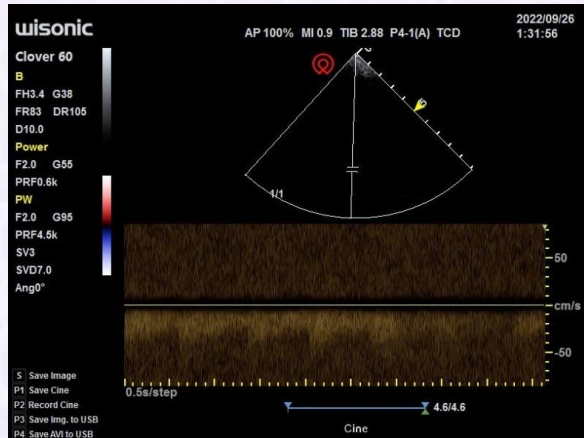 wisonic
AP 100% MI 0.9 TIB 2.88 P4-1(A) TCD
2022/09/26
1:31:56
Clover 60
B
FH3.4 G38
FR83 DR105
D10.0
Power
F2.0 G55
PRF0.6k
PW
F2.0 G95
PRF4.5k
SV3
SVD7.0
Ang0°
5
1/1
50
cm/s
-50
0.5s/step
4.6/4.6
Cine
S Save Image
P1 Save Cine
P2 Record Cine
P3 Save Img. to USB
P4 Save AVI to USB